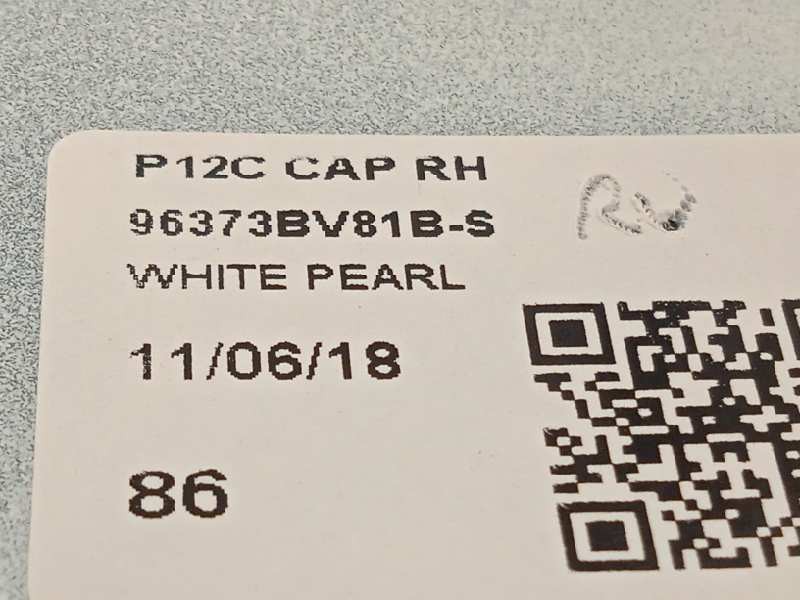 P12C CAP RH
96373BV81B-S
WHITE PEARL
11/06/18
86